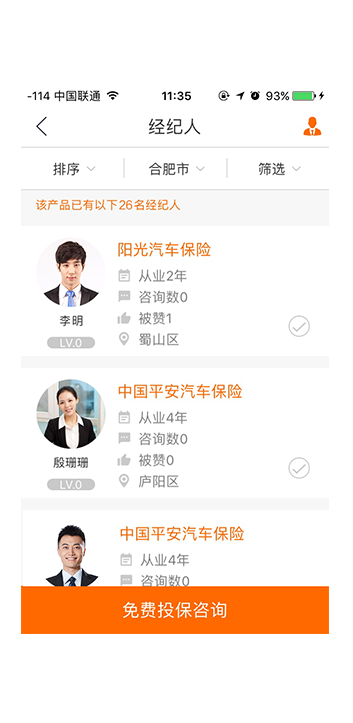 -114 中国联通 11:35 93%
经纪人
排序 合肥市 筛选
该产品已有以下26名经纪人
阳光汽车保险
从业2年
咨询数0
被赞1
李明
蜀山区
LV.0
中国平安汽车保险
从业4年
咨询数0
被赞0
殷珊珊
庐阳区
LV.0
中国平安汽车保险
从业4年
咨询数0
免费投保咨询